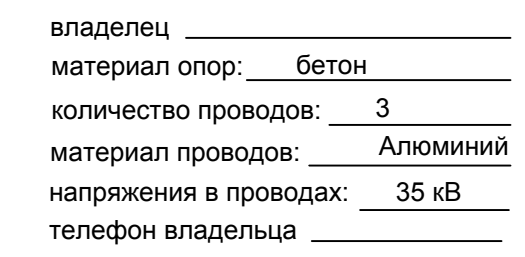 владелец
материал опор: бетон
количество проводов: 3
материал проводов: Алюминий
напряжения в проводах: 35 кВ
телефон владельца